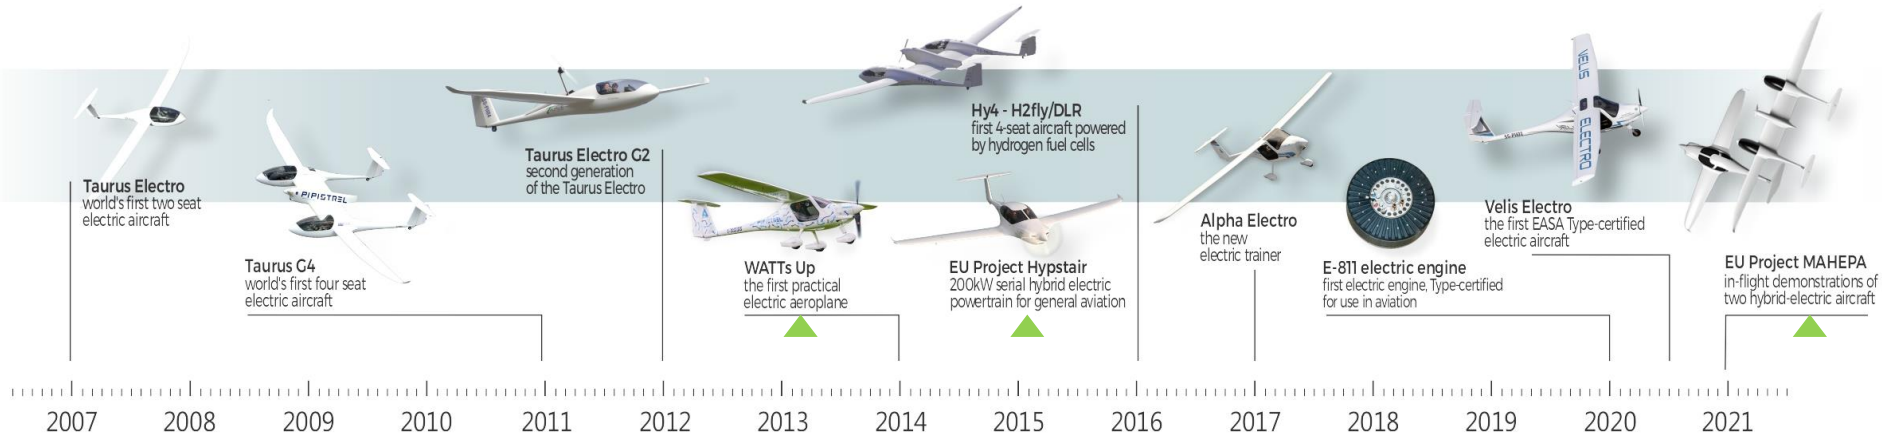 Taurus Electro
world's first two seat
electric aircraft
PIPISTREL
Taurus G4
world's first four seat
electric aircraft
Taurus Electro G2
second generation
of the Taurus Electro
WATTs Up
the first practical
electric aeroplane
Hy4 - H2fly/DLR
first 4-seat aircraft powered
by hydrogen fuel cells
EU Project Hypstair
200kW serial hybrid electric
powertrain for general aviation
Alpha Electro
the new
electric trainer
E-811 electric engine
first electric engine, Type-certified
for use in aviation
VELIS ELECTRO
Velis Electro
the first EASA Type-certified
electric aircraft
EU Project MAHEPA
in-flight demonstrations of
two hybrid-electric aircraft
2007 2008 2009 2010 2011 2012 2013 2014 2015 2016 2017 2018 2019 2020 2021